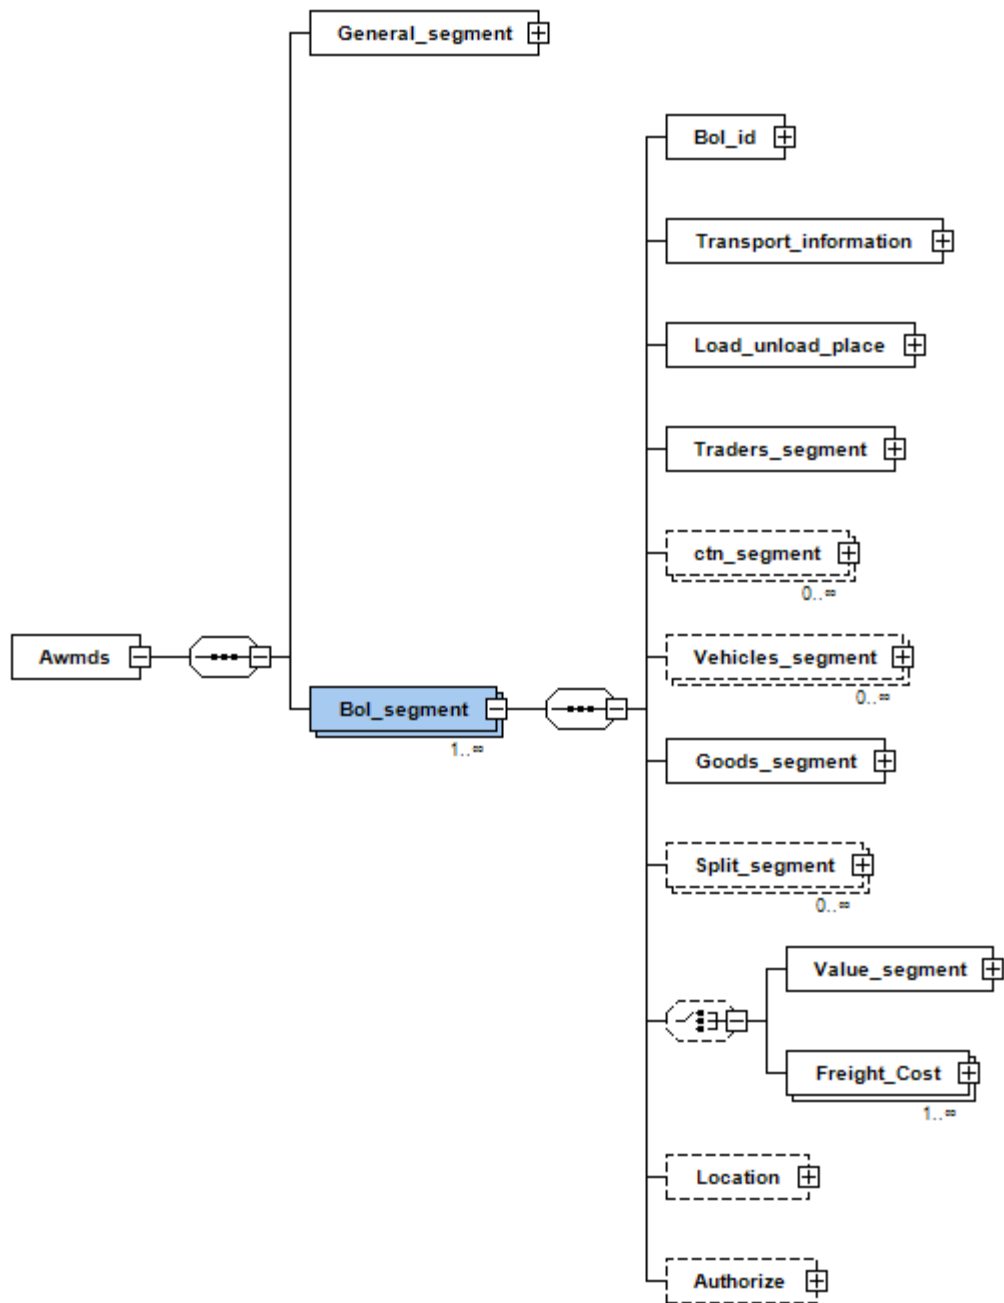 General_segment
Bol_id
Transport_information
Load_unload_place
Traders_segment
ctn_segment
0..∞
Awmds
Vehicles_segment
0..∞
Bol_segment
1..∞
Goods_segment
Split_segment
0..∞
Value_segment
Freight_Cost
1..∞
Location
Authorize